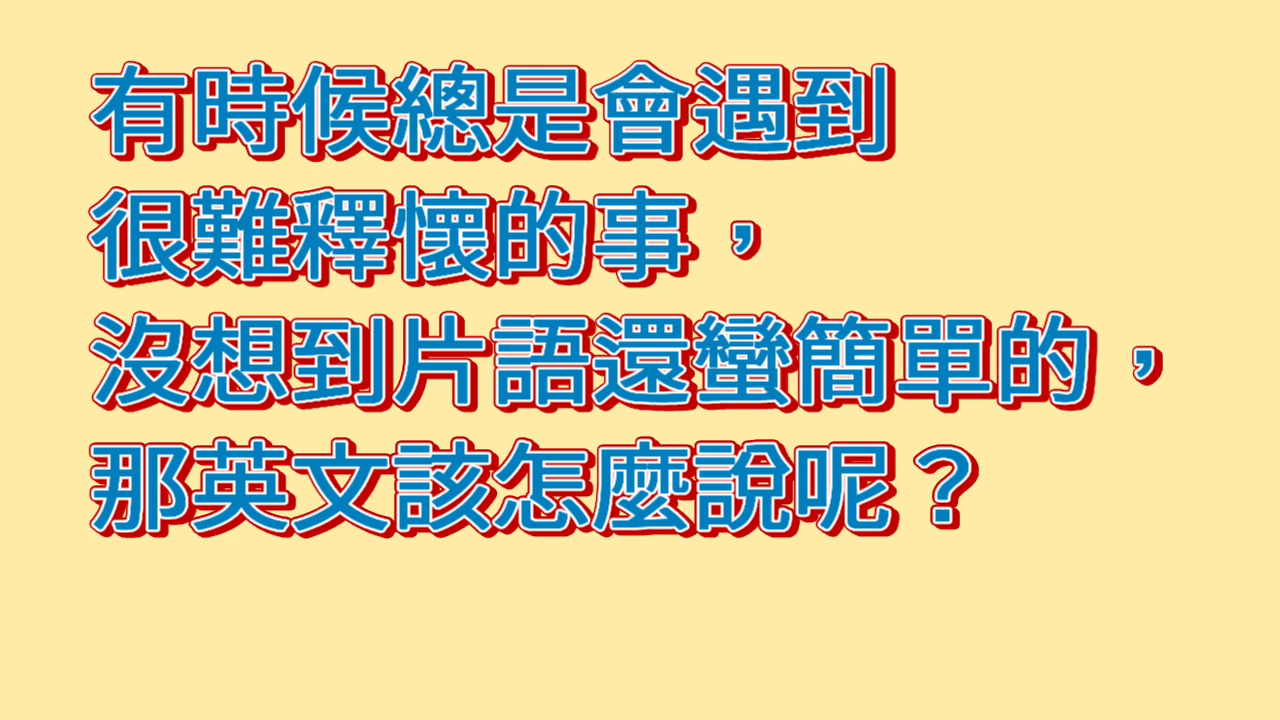 有時候總是會遇到
很難釋懷的事，
沒想到片語還蠻簡單的，
那英文該怎麼說呢？